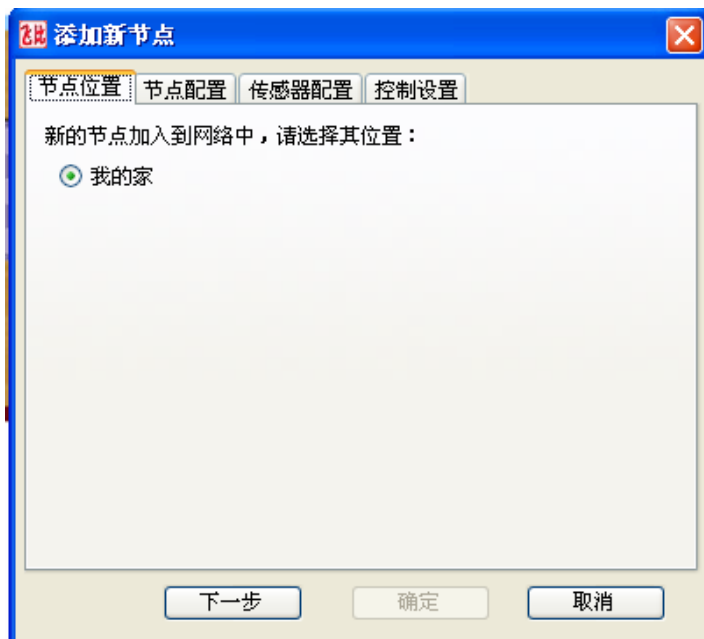 飞比 添加新节点
节点位置 节点配置 传感器配置 控制设置
新的节点加入到网络中，请选择其位置：
我的家
下一步 确定 取消